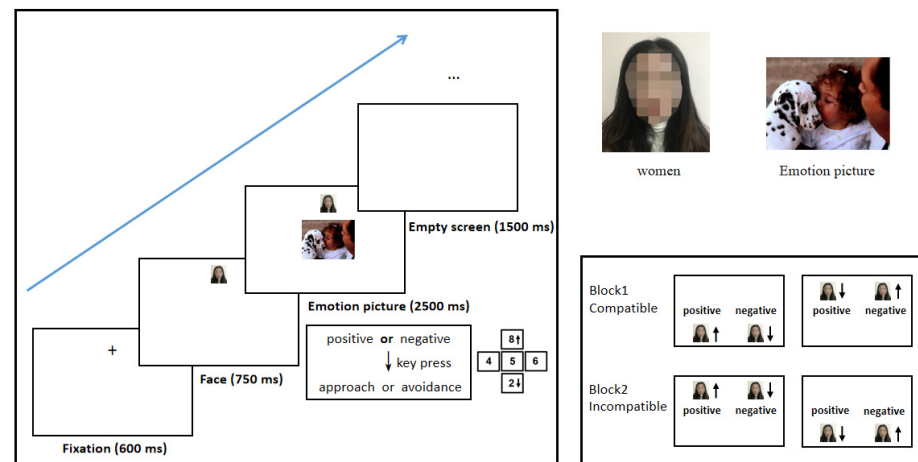 ...
Empty screen (1500 ms)
Emotion picture (2500 ms)
positive or negative
key press
approach or avoidance
8↑
4 5 6
2↓
+
Face (750 ms)
Fixation (600 ms)
women
Emotion picture
Block1
Compatible
positive negative
positive negative
Block2
Incompatible
positive negative
positive negative